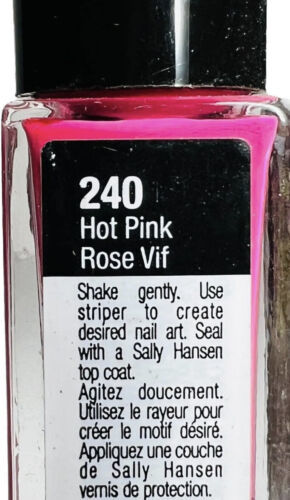 240
Hot Pink
Rose Vif
Shake gently. Use
striper to create
desired nail art. Seal
with a Sally Hansen
top coat.
Agitez doucement.
Utilisez le rayeur pour
créer le motif désiré.
Appliquez une couche
de Sally Hansen
vernis de protection.